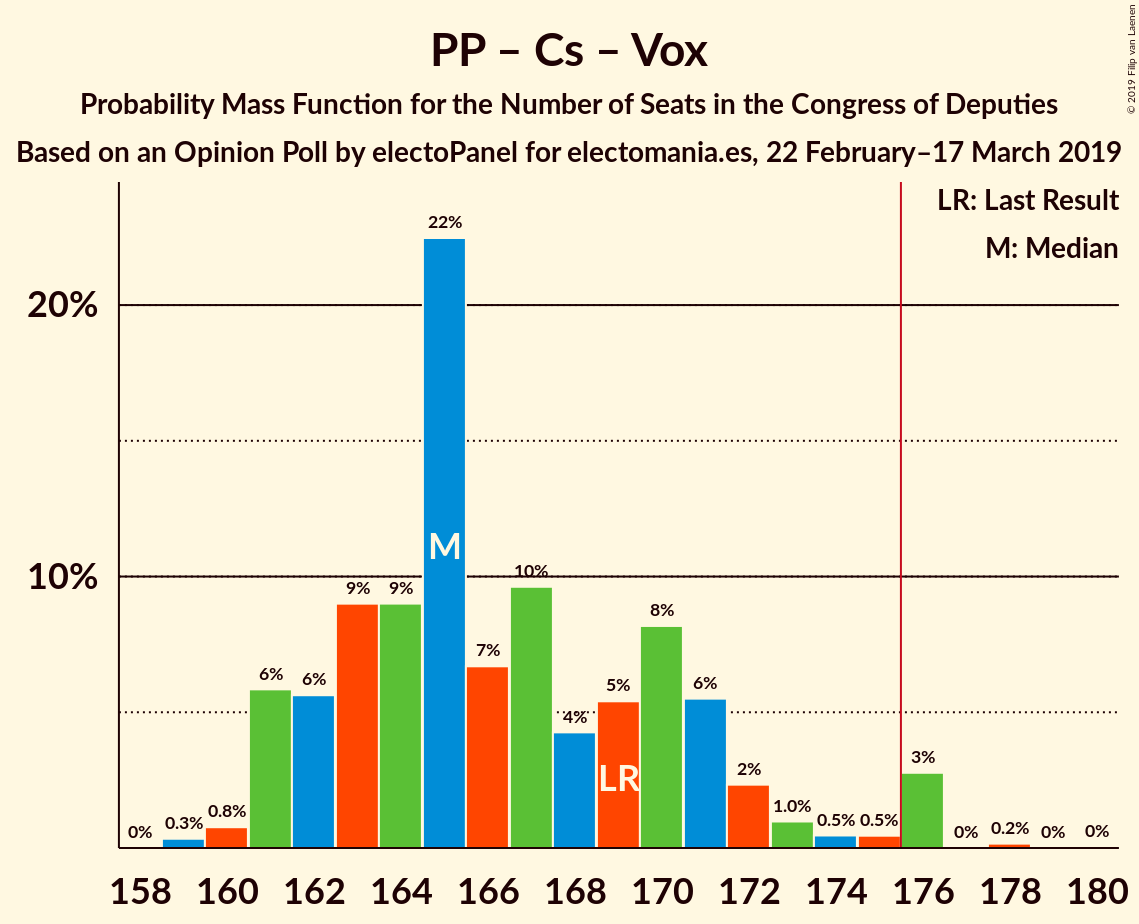 © 2019 Filip van Laenen
PP – Cs – Vox
Probability Mass Function for the Number of Seats in the Congress of Deputies
Based on an Opinion Poll by electoPanel for electomania.es, 22 February–17 March 2019
LR: Last Result
M: Median
20%
10%
0%
0.3%
0.8%
6%
6%
9%
9%
22%
7%
10%
4%
5%
8%
6%
2%
1.0%
0.5%
0.5%
3%
0%
0.2%
0%
0%
M
LR
158 160 162 164 166 168 170 172 174 176 178 180